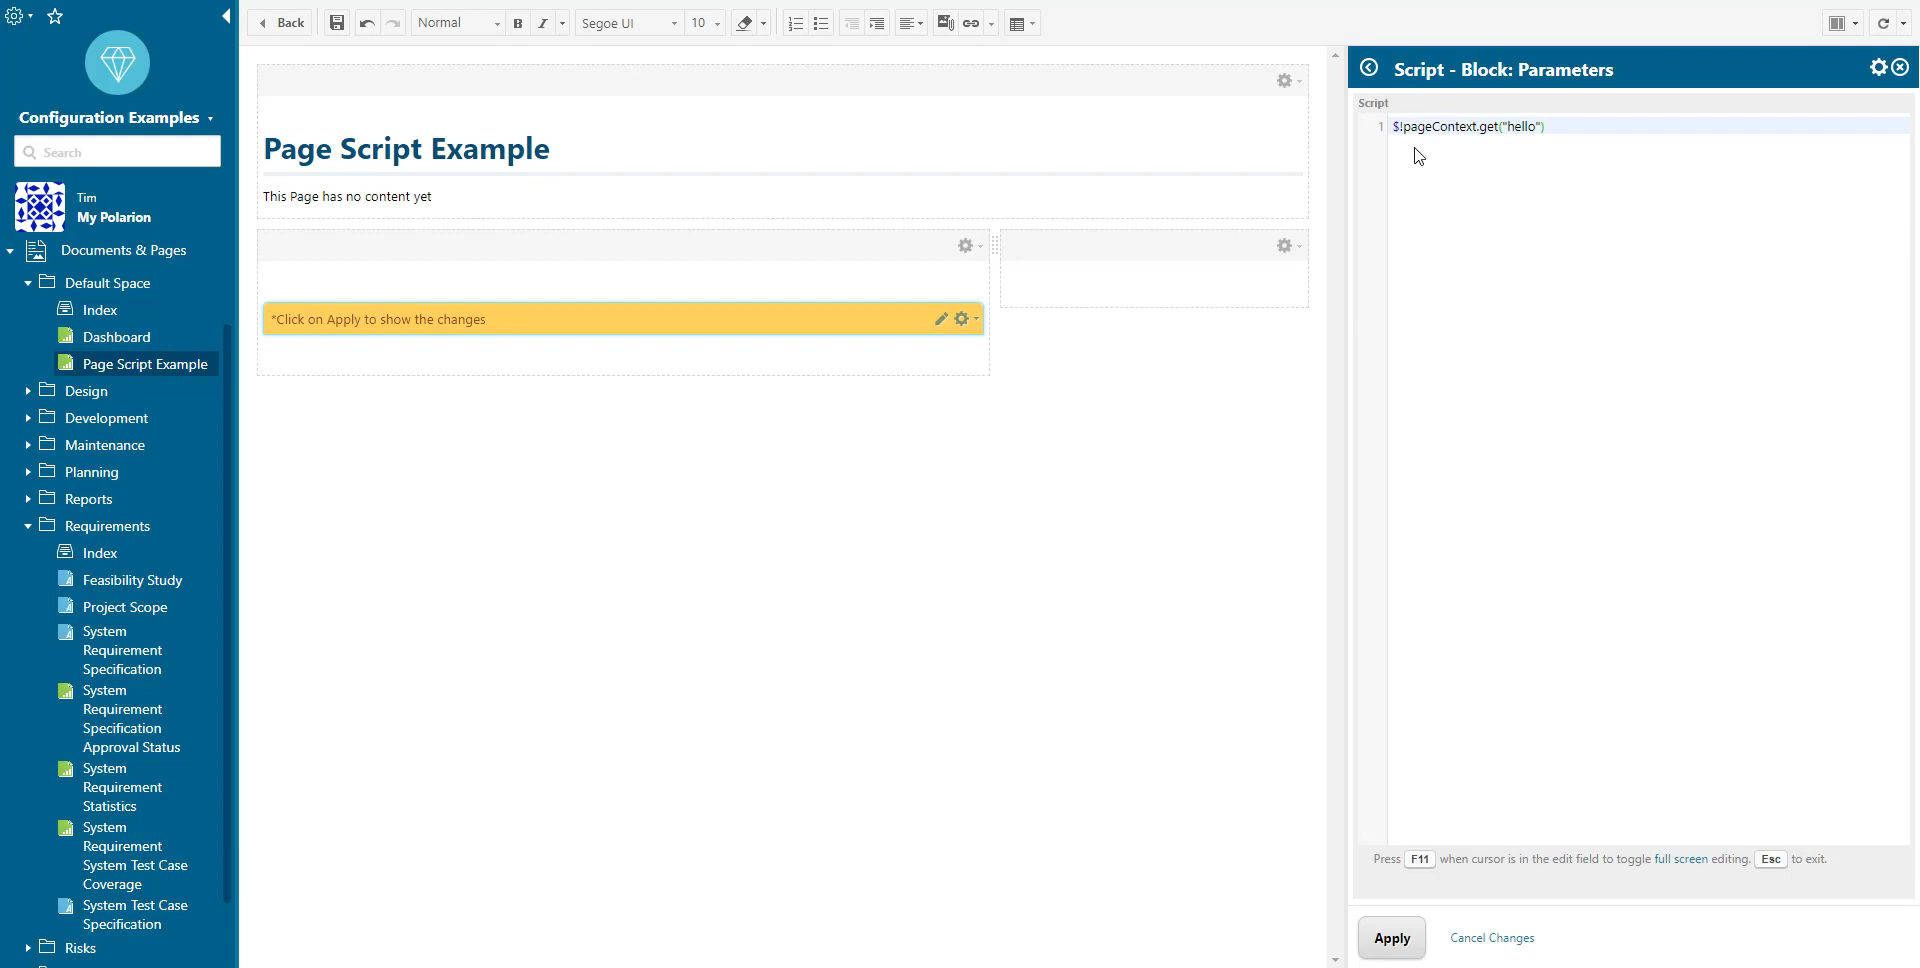 Back
Normal
B
I
Segoe UI
10
Configuration Examples
Search
Tim
My Polarion
Documents & Pages
Default Space
Index
Dashboard
Page Script Example
Design
Development
Maintenance
Planning
Reports
Requirements
Index
Feasibility Study
Project Scope
System
Requirement
Specification
System
Requirement
Specification
Approval Status
System
Requirement
Statistics
System
Requirement
System Test Case
Coverage
System Test Case
Specification
Risks
Page Script Example
This Page has no content yet
*Click on Apply to show the changes
Script - Block: Parameters
Script
1 $!pageContext.get("hello")
Press F11 when cursor is in the edit field to toggle full screen editing. Esc to exit.
Apply
Cancel Changes